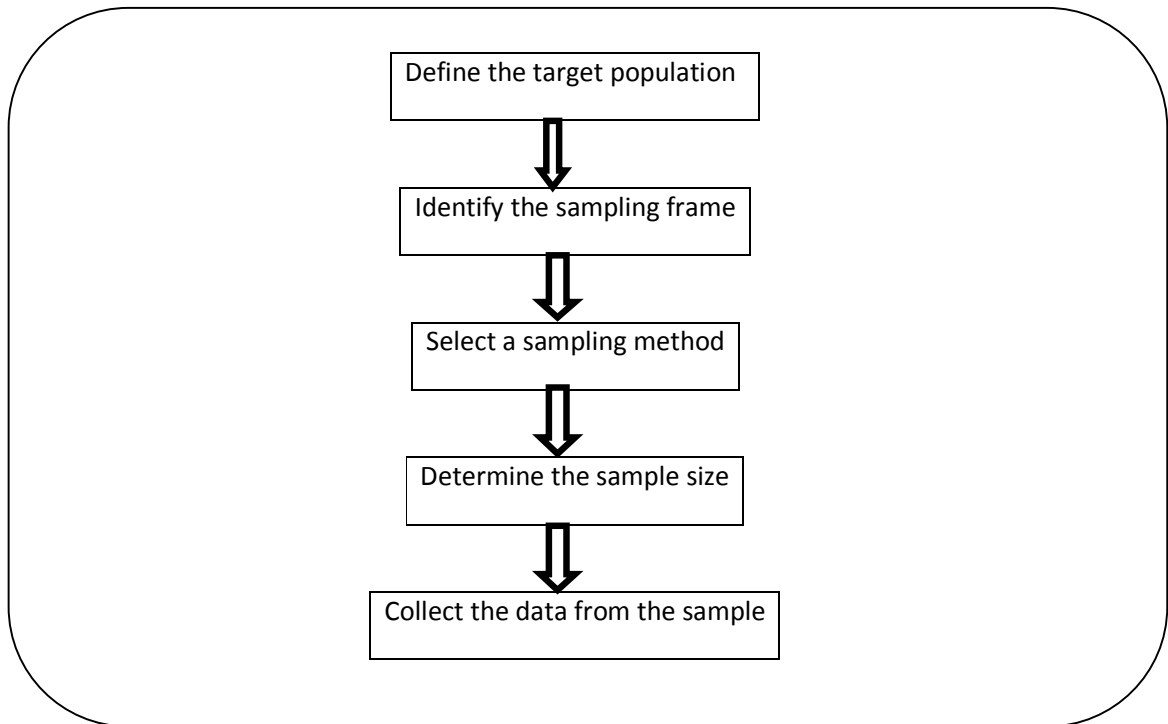 Define the target population
Identify the sampling frame
Select a sampling method
Determine the sample size
Collect the data from the sample